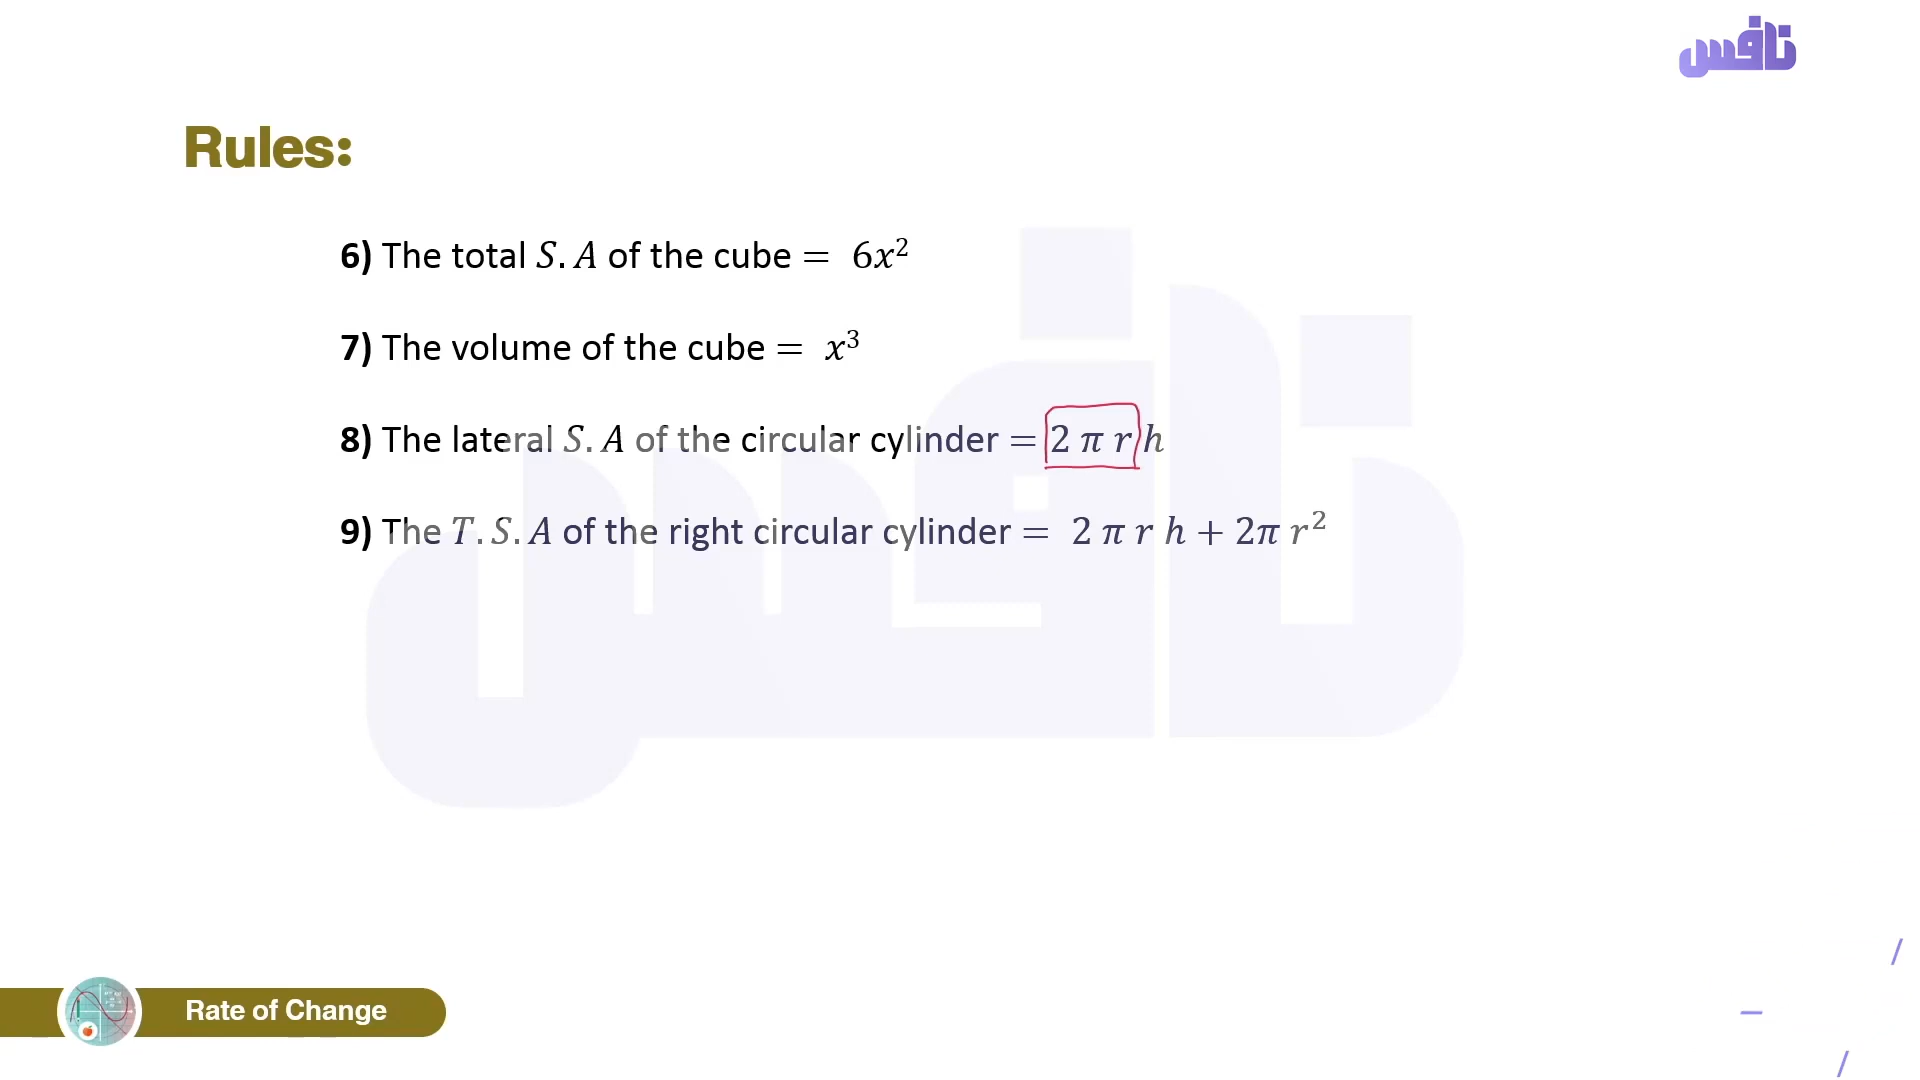 نافس
Rules:
6) The total S. A of the cube = 6x²
7) The volume of the cube = x³
8) The lateral S. A of the circular cylinder = 2 π r h
9) The T. S. A of the right circular cylinder = 2 π r h + 2π r²
Rate of Change